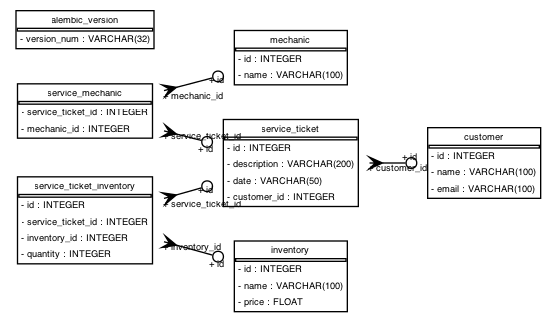 alembic_version
- version_num : VARCHAR(32)
mechanic
- id : INTEGER
- name : VARCHAR(100)
service_mechanic
- service_ticket_id : INTEGER
- mechanic_id : INTEGER
+ id
+ mechanic_id
service_ticket
- id : INTEGER
- description : VARCHAR(200)
- date : VARCHAR(50)
- customer_id : INTEGER
+ service_ticket_id
+ id
customer
- id : INTEGER
- name : VARCHAR(100)
- email : VARCHAR(100)
+ id
+ customer_id
service_ticket_inventory
- id : INTEGER
- service_ticket_id : INTEGER
- inventory_id : INTEGER
- quantity : INTEGER
+ id
+ service_ticket_id
+ inventory_id
+ id
inventory
- id : INTEGER
- name : VARCHAR(100)
- price : FLOAT